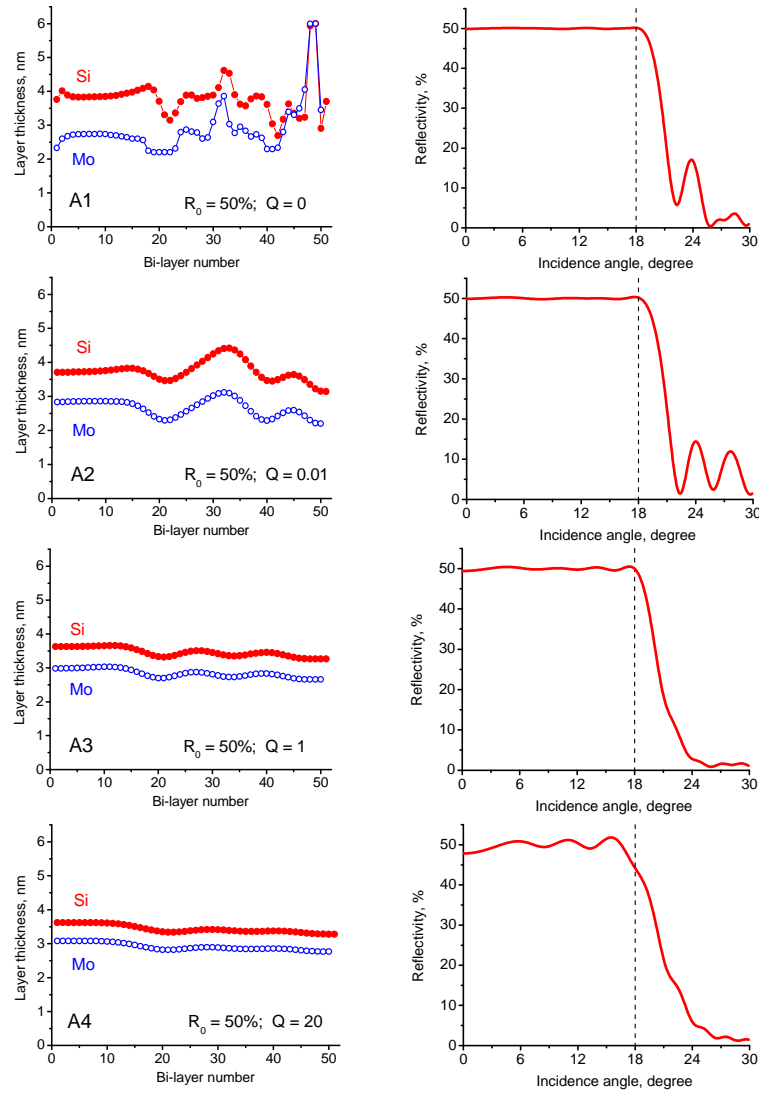 6
5
4
3
2
1
0
Layer thickness, nm
Si
Mo
A1
R0 = 50%; Q = 0
0 10 20 30 40 50
Bi-layer number
50
40
30
20
10
0
Reflectivity, %
0 6 12 18 24 30
Incidence angle, degree
6
5
4
3
2
1
0
Layer thickness, nm
Si
Mo
A2
R0 = 50%; Q = 0.01
0 10 20 30 40 50
Bi-layer number
50
40
30
20
10
0
Reflectivity, %
0 6 12 18 24 30
Incidence angle, degree
6
5
4
3
2
1
0
Layer thickness, nm
Si
Mo
A3
R0 = 50%; Q = 1
0 10 20 30 40 50
Bi-layer number
50
40
30
20
10
0
Reflectivity, %
0 6 12 18 24 30
Incidence angle, degree
6
5
4
3
2
1
0
Layer thickness, nm
Si
Mo
A4
R0 = 50%; Q = 20
0 10 20 30 40 50
Bi-layer number
50
40
30
20
10
0
Reflectivity, %
0 6 12 18 24 30
Incidence angle, degree